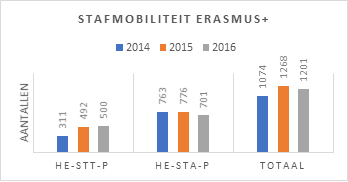 STAFMOBILITEIT ERASMUS+
2014 2015 2016
AANTALLEN
311 492 500 763 776 701 1074 1268 1201
HE-STT-P HE-STA-P TOTAAL